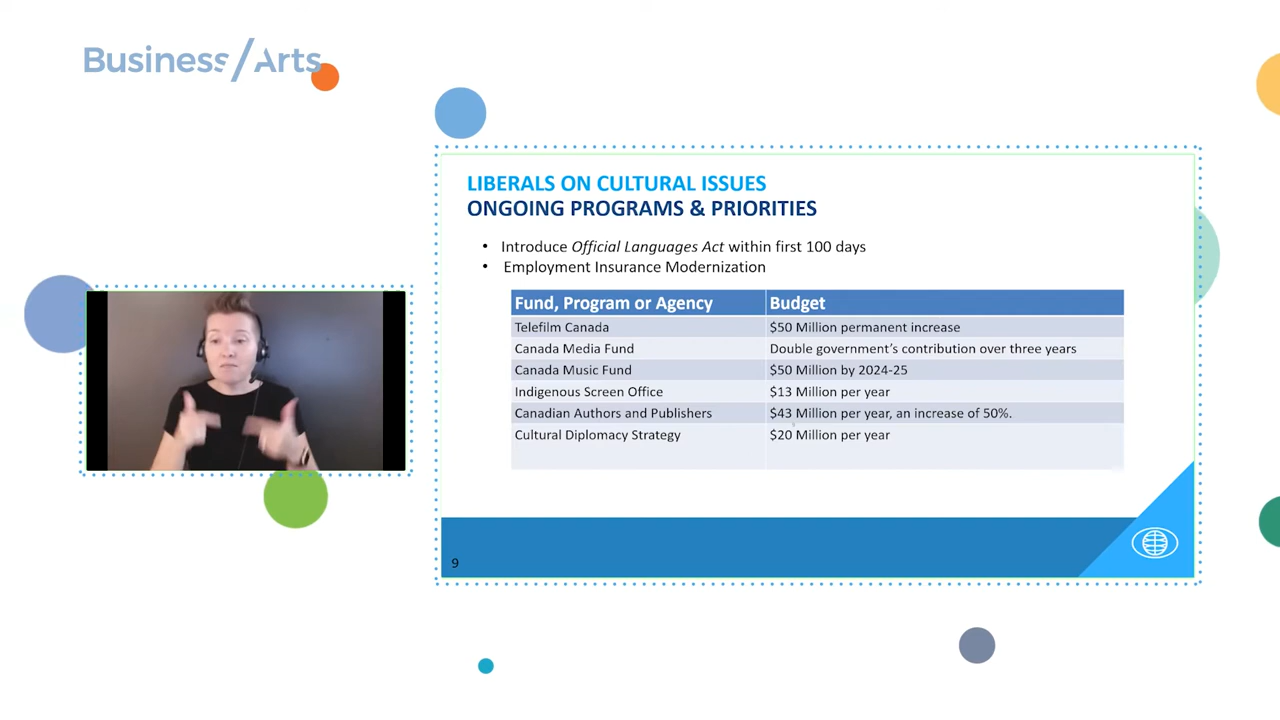 Business/Arts
LIBERALS ON CULTURAL ISSUES
ONGOING PROGRAMS & PRIORITIES
• Introduce Official Languages Act within first 100 days
• Employment Insurance Modernization
Fund, Program or Agency Budget
Telefilm Canada $50 Million permanent increase
Canada Media Fund Double government's contribution over three years
Canada Music Fund $50 Million by 2024-25
Indigenous Screen Office $13 Million per year
Canadian Authors and Publishers $43 Million per year, an increase of 50%.
Cultural Diplomacy Strategy $20 Million per year
9